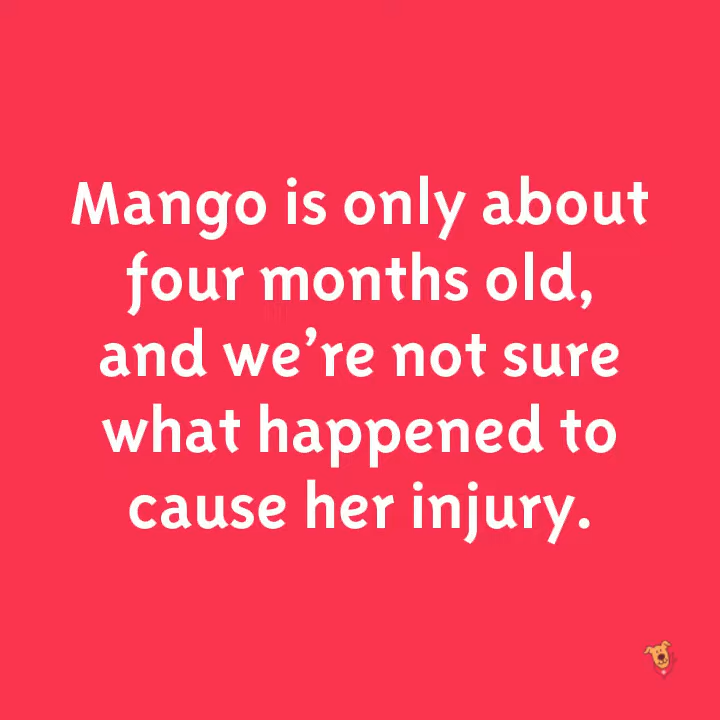 Mango is only about
four months old,
and we’re not sure
what happened to
cause her injury.